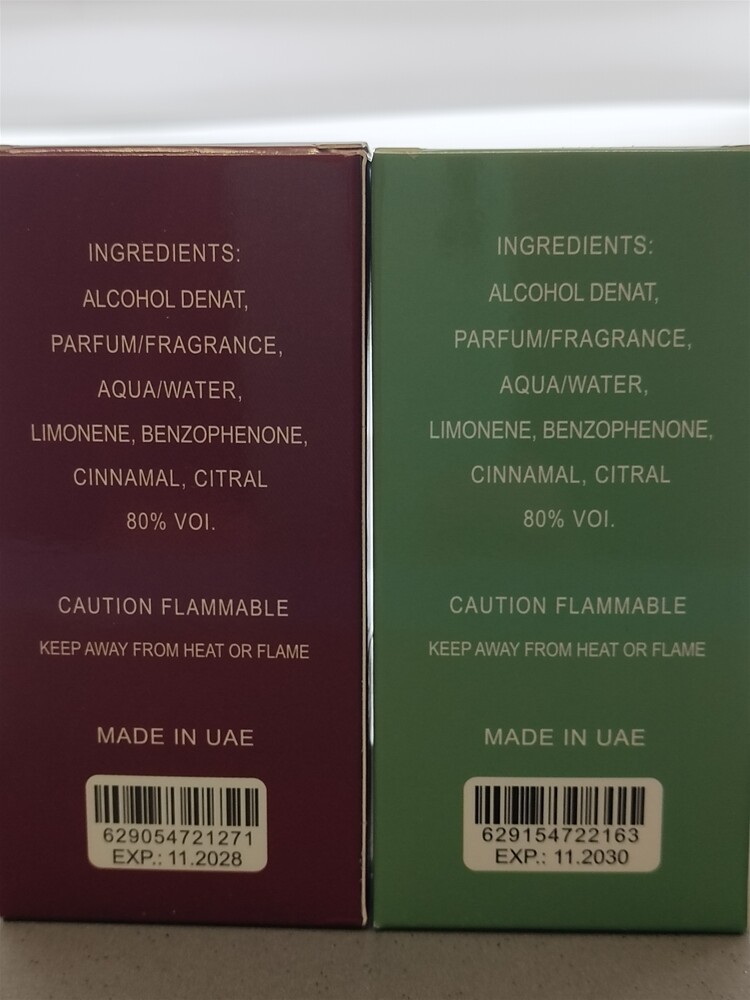 INGREDIENTS:
ALCOHOL DENAT,
PARFUM/FRAGRANCE,
AQUA/WATER,
LIMONENE, BENZOPHENONE,
CINNAMAL, CITRAL
80% VOI.
CAUTION FLAMMABLE
KEEP AWAY FROM HEAT OR FLAME
MADE IN UAE
629054721271
EXP.: 11.2028
INGREDIENTS:
ALCOHOL DENAT,
PARFUM/FRAGRANCE,
AQUA/WATER,
LIMONENE, BENZOPHENONE,
CINNAMAL, CITRAL
80% VOI.
CAUTION FLAMMABLE
KEEP AWAY FROM HEAT OR FLAME
MADE IN UAE
629154722163
EXP.: 11.2030